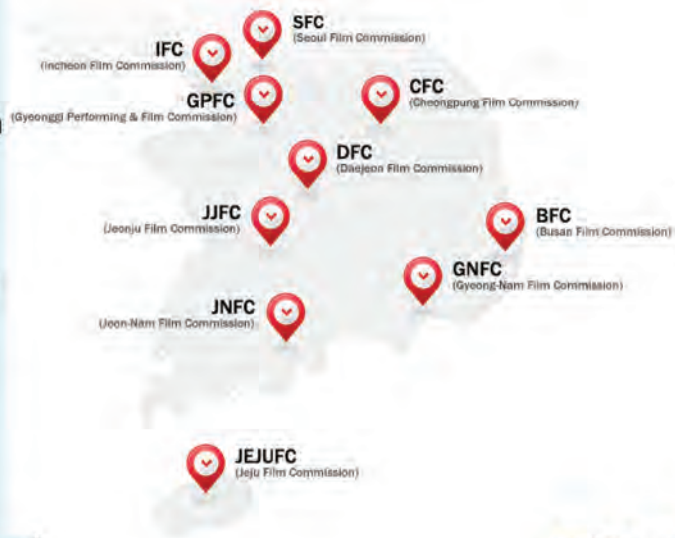 SFC
(Seoul Film Commission)
IFC
(Incheon Film Commission)
GPFC
(Gyeonggi Performing & Film Commission)
CFC
(Cheongpung Film Commission)
DFC
(Daejeon Film Commission)
JJFC
(Jeonju Film Commission)
BFC
(Busan Film Commission)
GNFC
(Gyeong-Nam Film Commission)
JNFC
(Jeon-Nam Film Commission)
JEJUFC
(Jeju Film Commission)